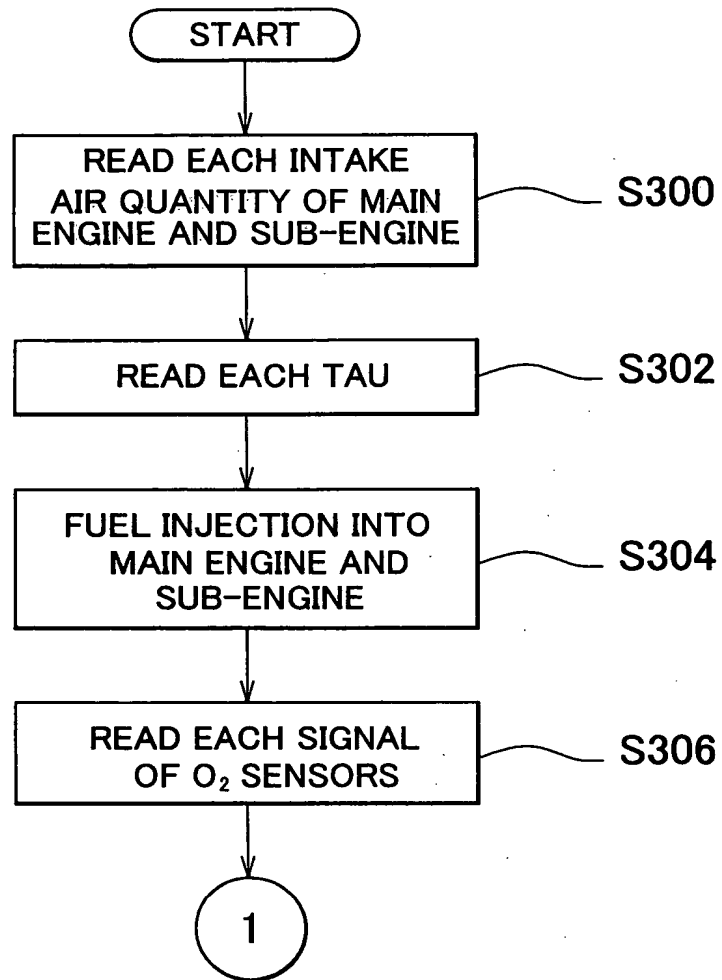 START
READ EACH INTAKE
AIR QUANTITY OF MAIN
ENGINE AND SUB-ENGINE
S300
READ EACH TAU
S302
FUEL INJECTION INTO
MAIN ENGINE AND
SUB-ENGINE
S304
READ EACH SIGNAL
OF O₂ SENSORS
S306
1